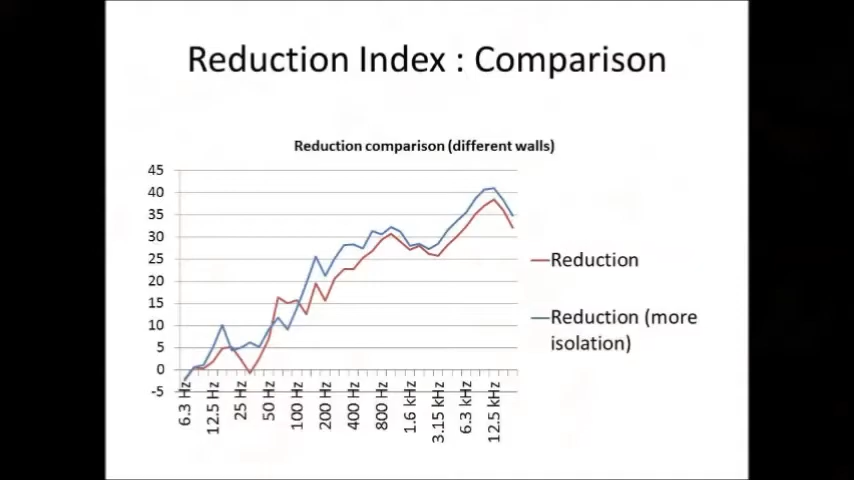 Reduction Index : Comparison
Reduction comparison (different walls)
45
40
35
30
25
20
15
10
5
0
-5
6.3 Hz
12.5 Hz
25 Hz
50 Hz
100 Hz
200 Hz
400 Hz
800 Hz
1.6 kHz
3.15 kHz
6.3 kHz
12.5 kHz
Reduction
Reduction (more
isolation)